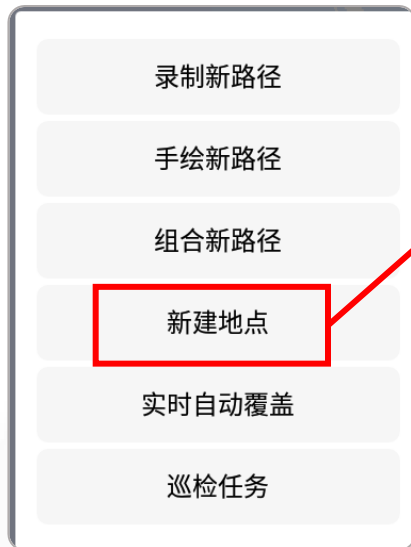 录制新路径
手绘新路径
组合新路径
新建地点
实时自动覆盖
巡检任务